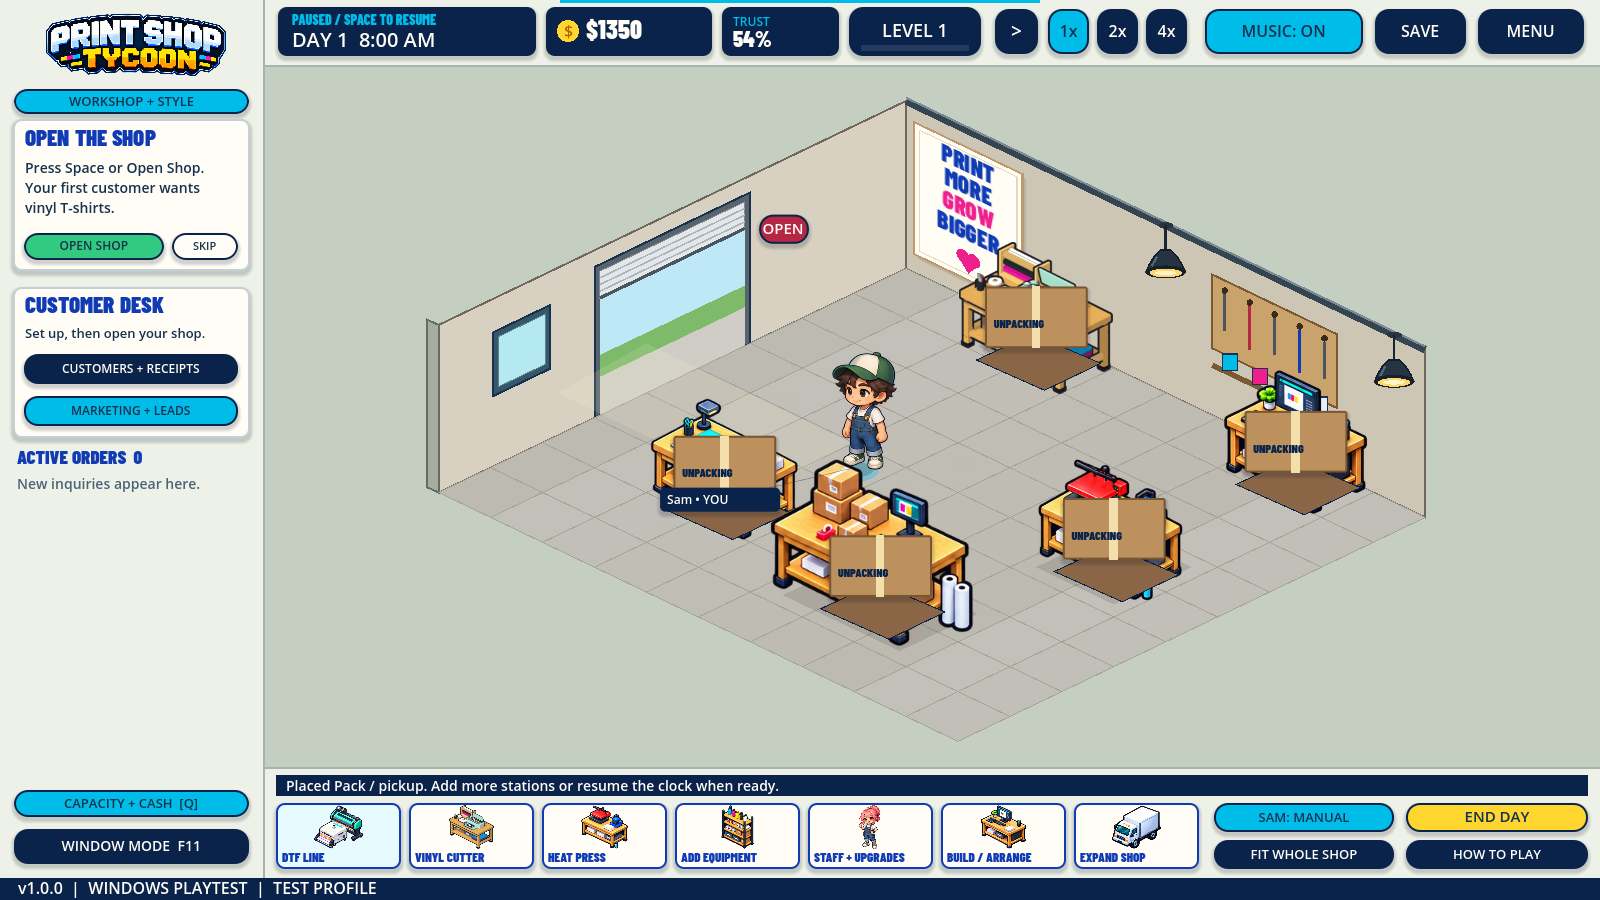 PRINT SHOP
TYCOON
WORKSHOP + STYLE
OPEN THE SHOP
Press Space or Open Shop.
Your first customer wants
vinyl T-shirts.
OPEN SHOP
SKIP
CUSTOMER DESK
Set up, then open your shop.
CUSTOMERS + RECEIPTS
MARKETING + LEADS
ACTIVE ORDERS 0
New inquiries appear here.
CAPACITY + CASH [Q]
WINDOW MODE F11
PAUSED / SPACE TO RESUME
DAY 1 8:00 AM
$ $1350
TRUST
54%
LEVEL 1
>
1x
2x
4x
MUSIC: ON
SAVE
MENU
PRINT
MORE
GROW
BIGGER
OPEN
UNPACKING
UNPACKING
UNPACKING
Sam • YOU
UNPACKING
UNPACKING
Placed Pack / pickup. Add more stations or resume the clock when ready.
DTF LINE
VINYL CUTTER
HEAT PRESS
ADD EQUIPMENT
STAFF + UPGRADES
BUILD / ARRANGE
EXPAND SHOP
SAM: MANUAL
END DAY
FIT WHOLE SHOP
HOW TO PLAY
v1.0.0 | WINDOWS PLAYTEST | TEST PROFILE